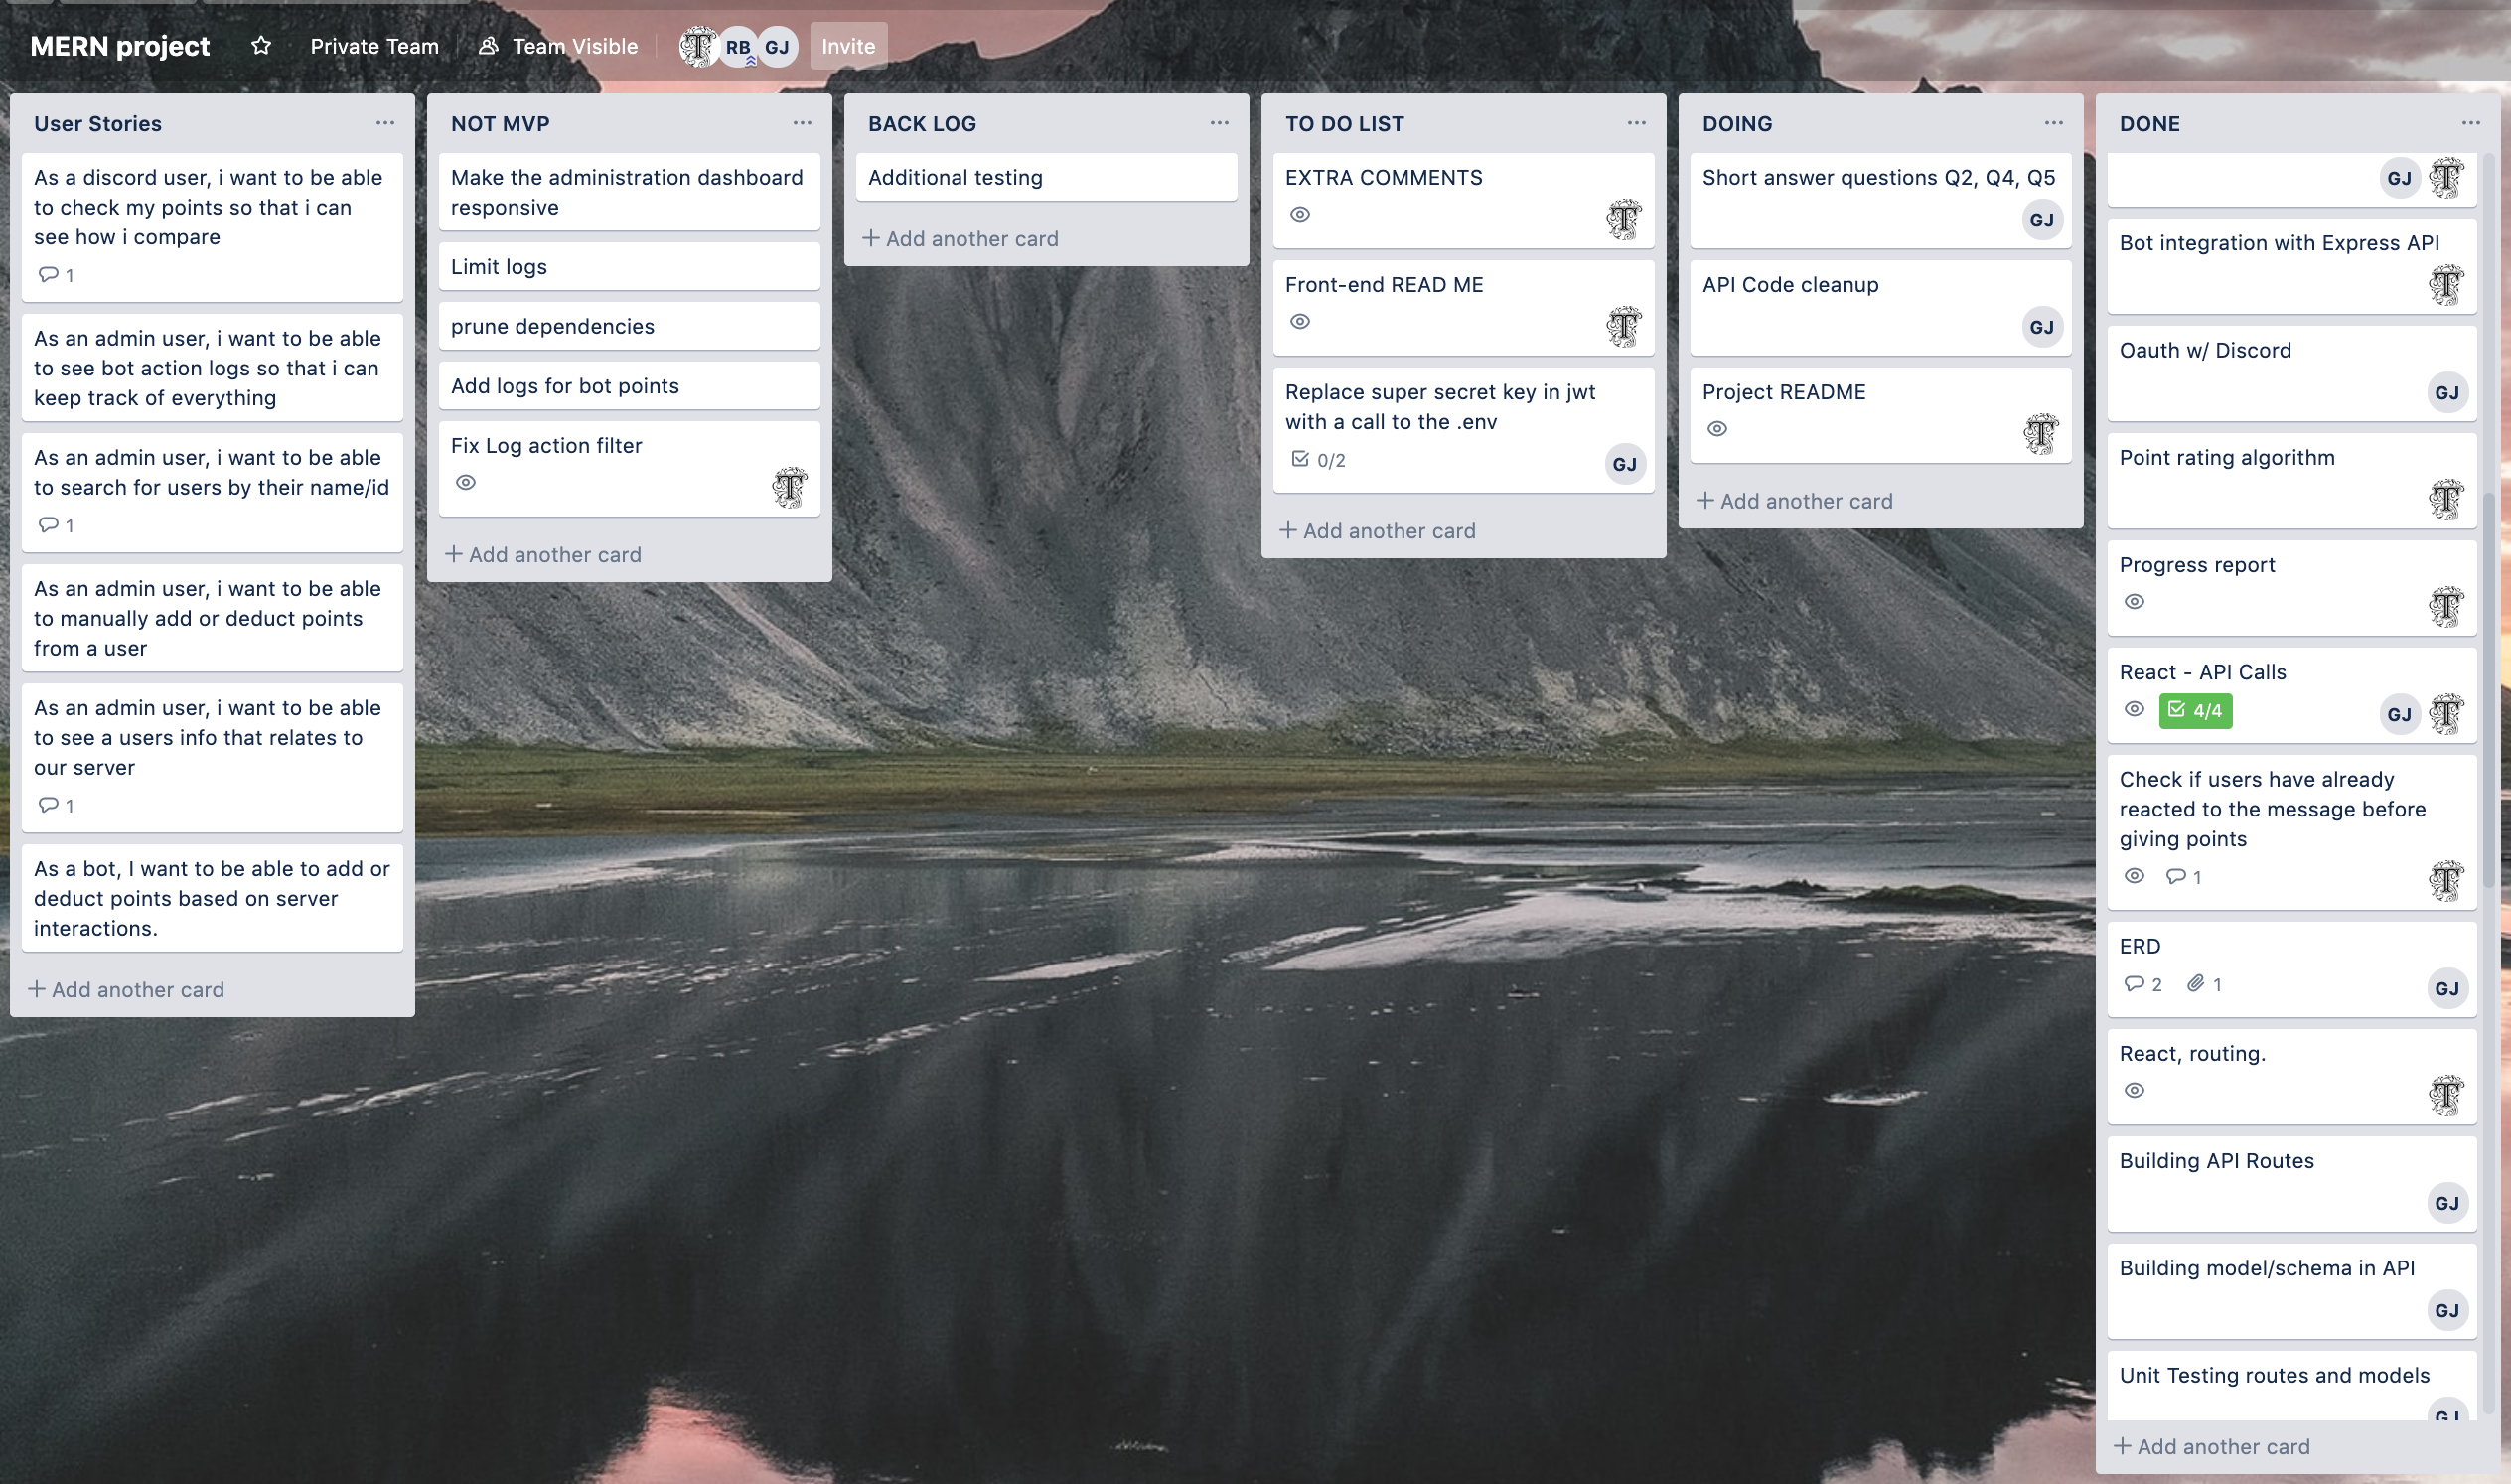 MERN project
Private Team
Team Visible
T
RB
GJ
Invite
User Stories
As a discord user, i want to be able
to check my points so that i can
see how i compare
1
As an admin user, i want to be able
to see bot action logs so that i can
keep track of everything
As an admin user, i want to be able
to search for users by their name/id
1
As an admin user, i want to be able
to manually add or deduct points
from a user
As an admin user, i want to be able
to see a users info that relates to
our server
1
As a bot, I want to be able to add or
deduct points based on server
interactions.
+ Add another card
NOT MVP
Make the administration dashboard
responsive
Limit logs
prune dependencies
Add logs for bot points
Fix Log action filter
T
+ Add another card
BACK LOG
Additional testing
+ Add another card
TO DO LIST
EXTRA COMMENTS
T
Front-end READ ME
T
Replace super secret key in jwt
with a call to the .env
0/2
GJ
+ Add another card
DOING
Short answer questions Q2, Q4, Q5
GJ
API Code cleanup
GJ
Project README
T
+ Add another card
DONE
GJ T
Bot integration with Express API
T
Oauth w/ Discord
GJ
Point rating algorithm
T
Progress report
T
React - API Calls
4/4
GJ T
Check if users have already
reacted to the message before
giving points
1
T
ERD
2 1
GJ
React, routing.
T
Building API Routes
GJ
Building model/schema in API
GJ
Unit Testing routes and models
GJ
+ Add another card